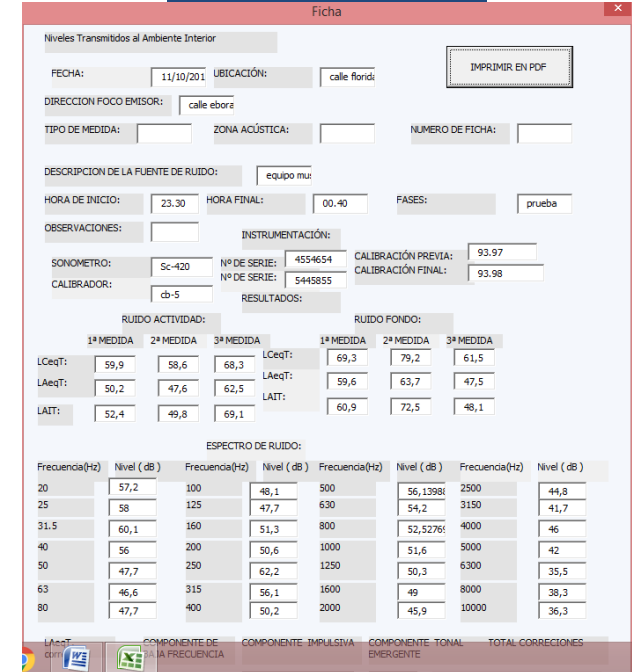 Ficha
Niveles Transmitidos al Ambiente Interior
IMPRIMIR EN PDF
FECHA: 11/10/201 UBICACIÓN: calle florida
DIRECCION FOCO EMISOR: calle ebora
TIPO DE MEDIDA: ZONA ACÚSTICA: NUMERO DE FICHA:
DESCRIPCION DE LA FUENTE DE RUIDO: equipo mus
HORA DE INICIO: 23.30 HORA FINAL: 00.40 FASES: prueba
OBSERVACIONES:
INSTRUMENTACIÓN:
SONOMETRO: Sc-420 Nº DE SERIE: 4554654 CALIBRACIÓN PREVIA: 93.97
CALIBRADOR: cb-5 Nº DE SERIE: 5445855 CALIBRACIÓN FINAL: 93.98
RESULTADOS:
RUIDO ACTIVIDAD: RUIDO FONDO:
1ª MEDIDA 2ª MEDIDA 3ª MEDIDA 1ª MEDIDA 2ª MEDIDA 3ª MEDIDA
LCeqT: 59,9 58,6 68,3 LCeqT: 69,3 79,2 61,5
LAeqT: 50,2 47,6 62,5 LAeqT: 59,6 63,7 47,5
LAIT: 52,4 49,8 69,1 LAIT: 60,9 72,5 48,1
ESPECTRO DE RUIDO:
Frecuencia(Hz) Nivel ( dB ) Frecuencia(Hz) Nivel ( dB ) Frecuencia(Hz) Nivel ( dB ) Frecuencia(Hz) Nivel ( dB )
20 57,2 100 48,1 500 56,1398 2500 44,8
25 58 125 47,7 630 54,2 3150 41,7
31.5 60,1 160 51,3 800 52,5276 4000 46
40 56 200 50,6 1000 51,6 5000 42
50 47,7 250 62,2 1250 50,3 6300 35,5
63 46,6 315 56,1 1600 49 8000 38,3
80 47,7 400 50,2 2000 45,9 10000 36,3
LAeqT COMPONENTE DE COMPONENTE IMPULSIVA COMPONENTE TONAL TOTAL CORRECIONES
BAJA FRECUENCIA EMERGENTE